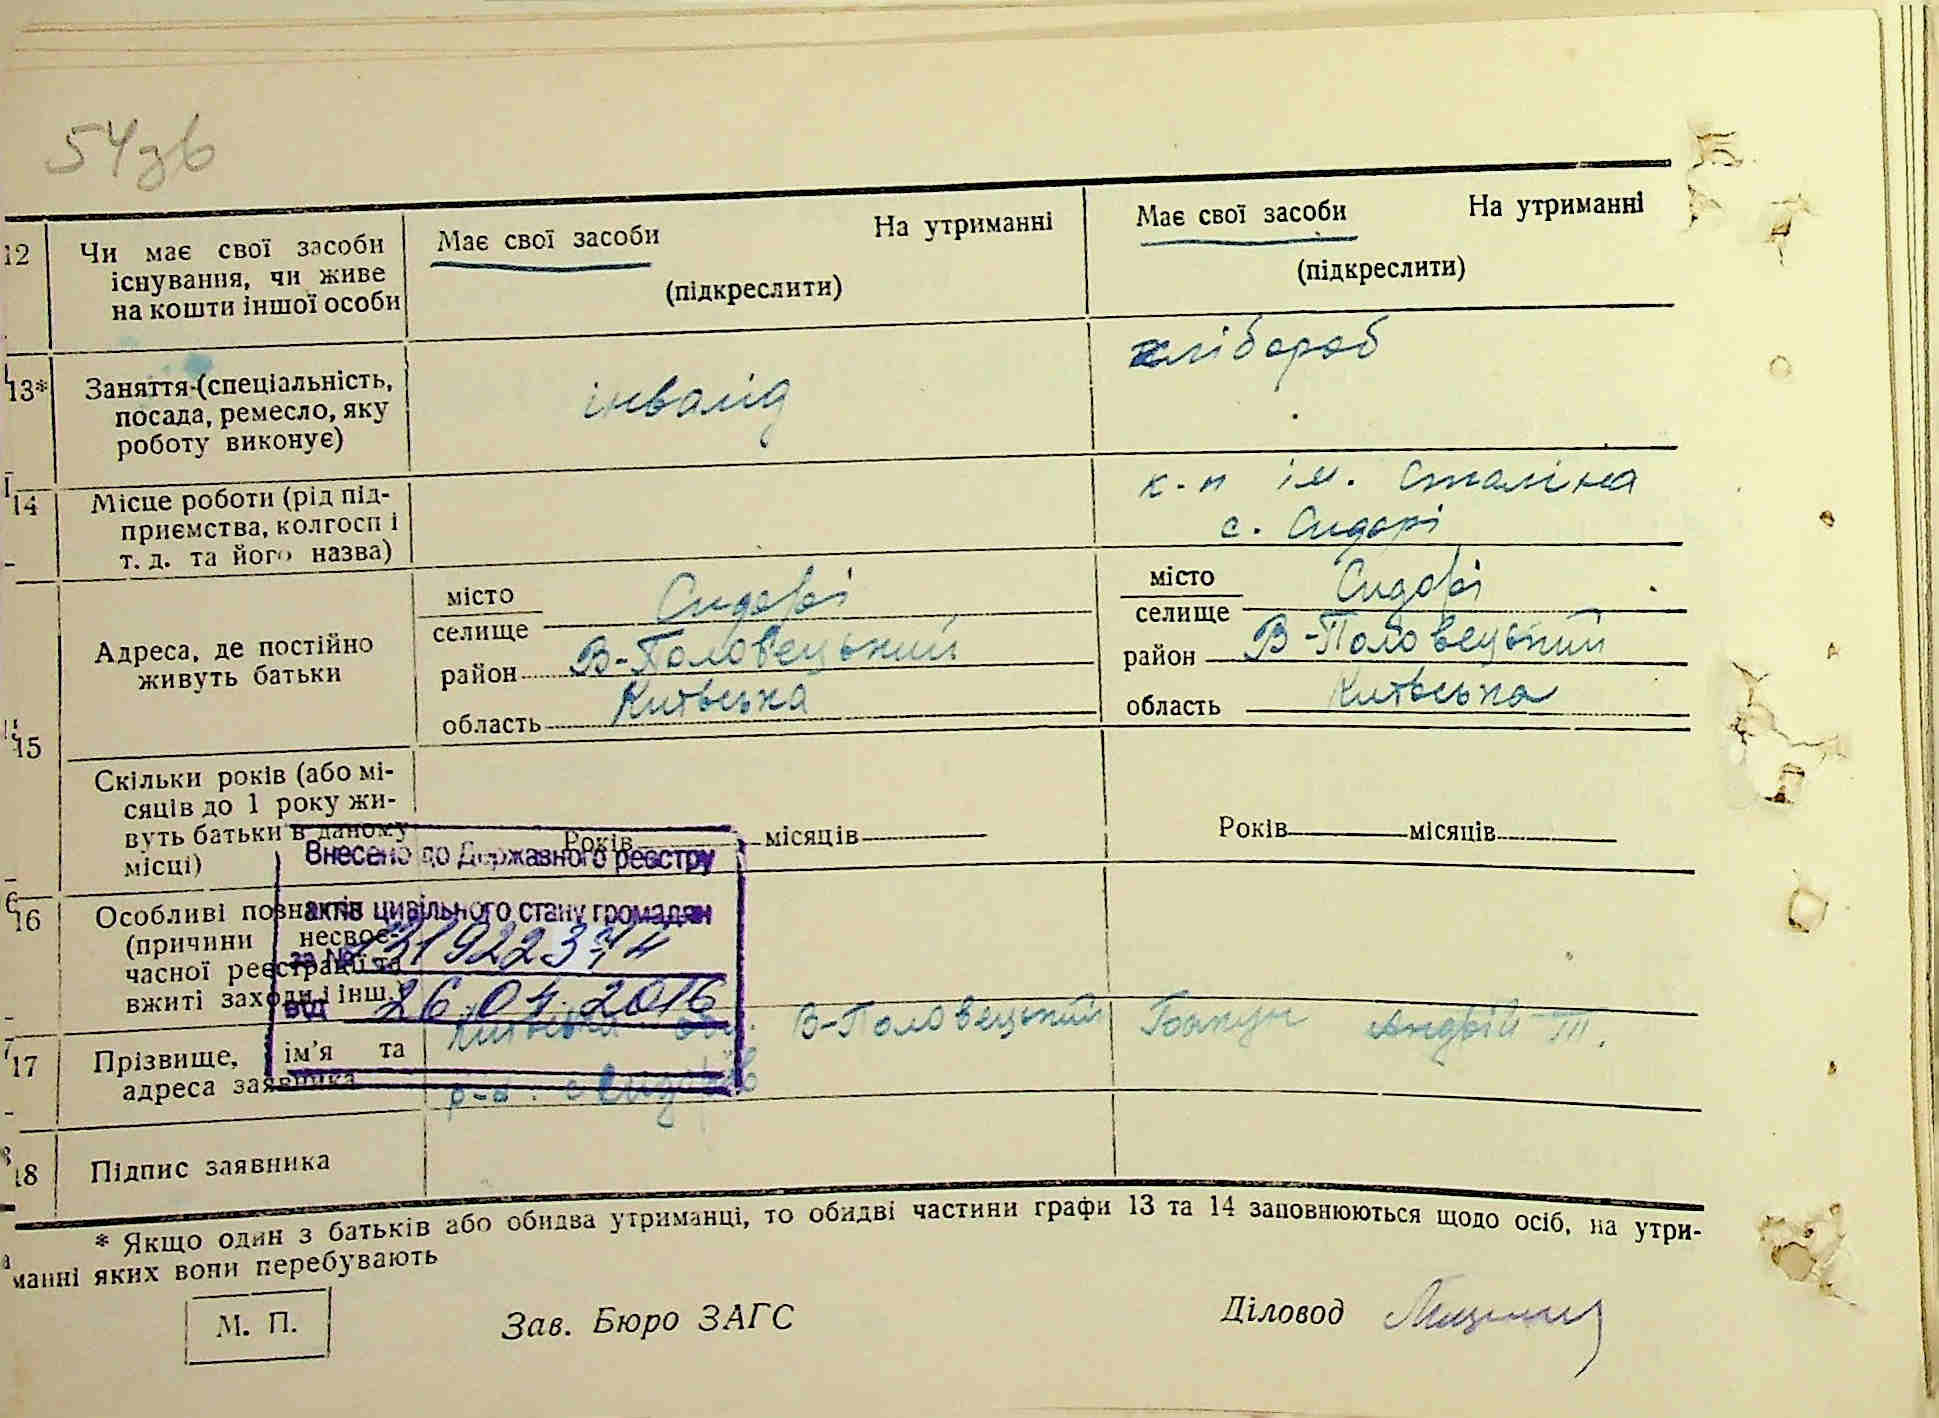 54зв
12 Чи має свої засоби існування, чи живе на кошти іншої особи
Має свої засоби На утриманні
(підкреслити)
Має свої засоби На утриманні
(підкреслити)
13* Заняття (спеціальність, посада, ремесло, яку роботу виконує)
інвалід
хлібороб
14 Місце роботи (рід підприємства, колгосп і т. д. та його назва)
к-п ім. Сталіна
с. Сидорі
15 Адреса, де постійно живуть батьки
місто
селище Сидорі
район В-Половецький
область Київська
місто
селище Сидорі
район В-Половецький
область Київська
Скільки років (або місяців до 1 року живуть батьки в даному місці)
Років місяців
Років місяців
16 Особливі познаки (причини несвоєчасної реєстрації та вжиті заходи і інш.)
Внесено до Державного реєстру
актів цивільного стану громадян
за №
від 26.04.2016
17 Прізвище, ім’я та адреса заявника
Київська обл. В-Половецький
р-н. с Сидорів
Андрій Т.
18 Підпис заявника
* Якщо один з батьків або обидва утриманці, то обидві частини графи 13 та 14 заповнюються щодо осіб, на утри-
манні яких вони перебувають
М. П.
Зав. Бюро ЗАГС
Діловод